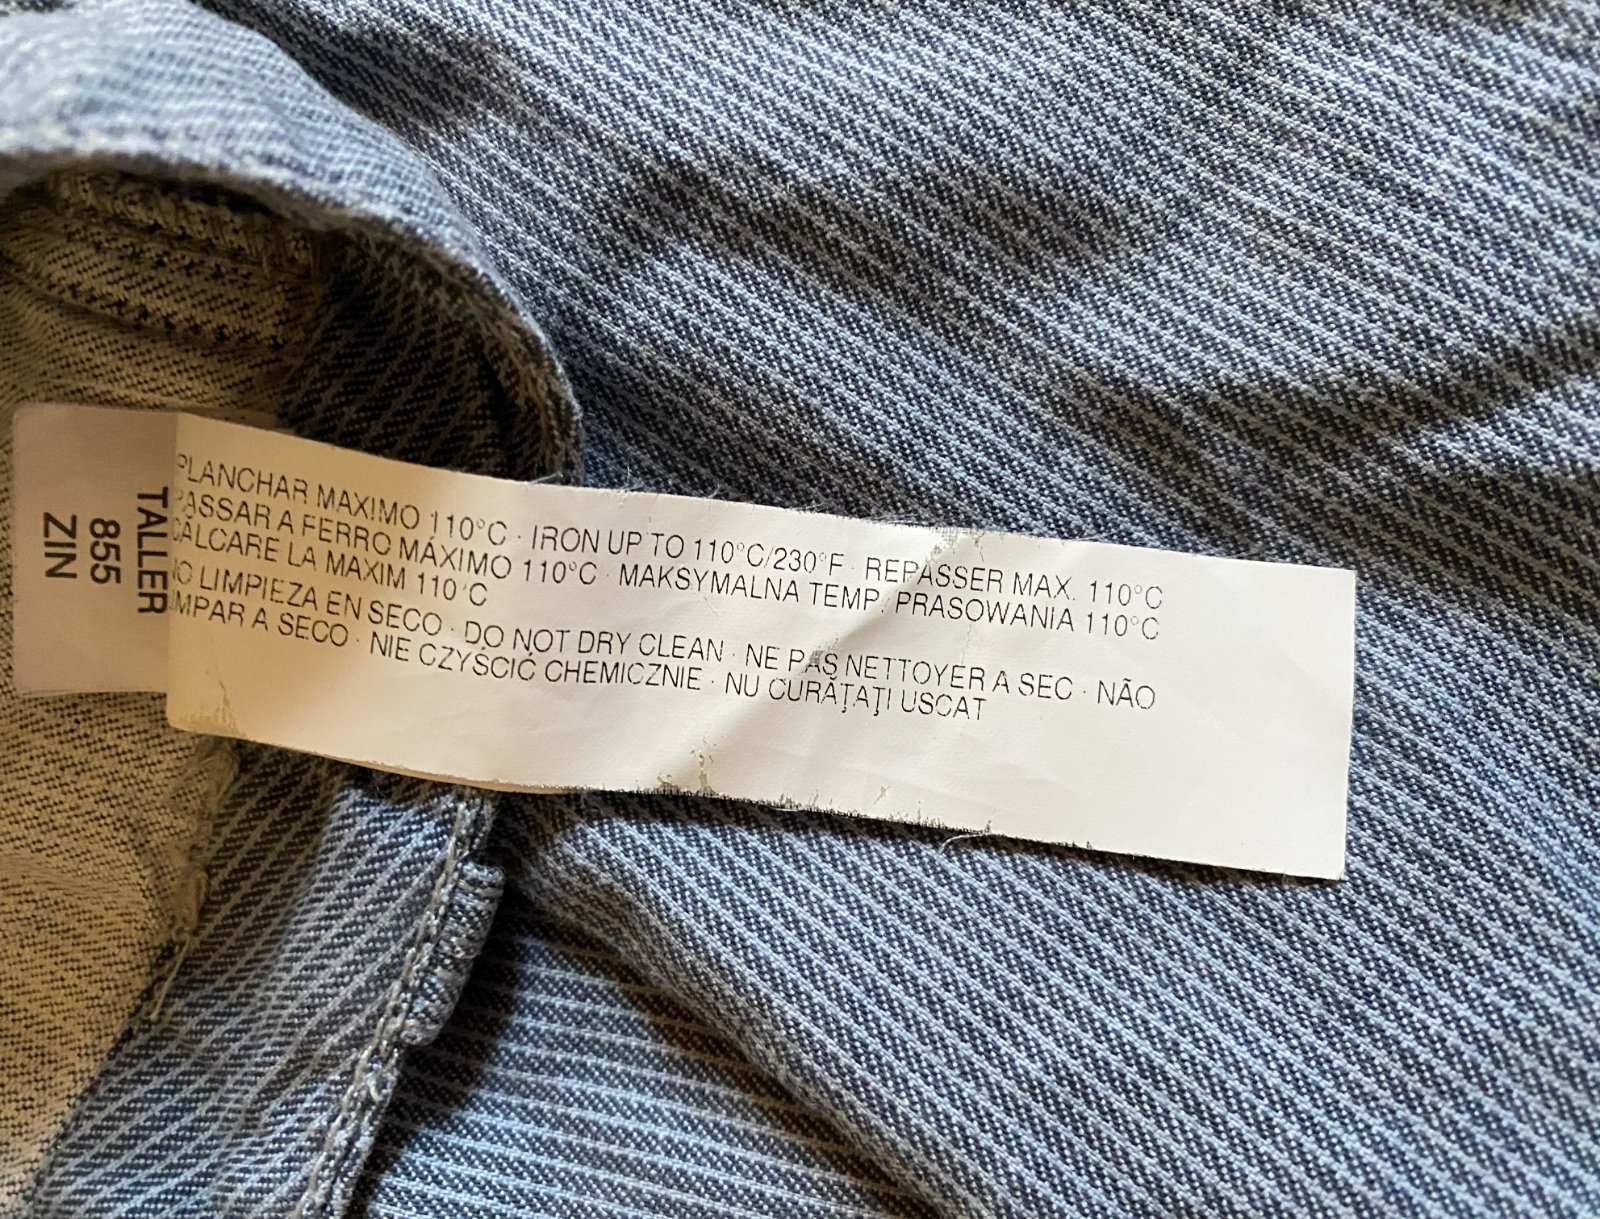 PLANCHAR MAXIMO 110°C · IRON UP TO 110°C/230°F · REPASSER MAX. 110°C
PASSAR A FERRO MÁXIMO 110°C · MAKSYMALNA TEMP. PRASOWANIA 110°C
CĂLCARE LA MAXIM 110°C
NO LIMPIEZA EN SECO · DO NOT DRY CLEAN · NE PAS NETTOYER A SEC · NÃO
LIMPAR A SECO · NIE CZYŚCIĆ CHEMICZNIE · NU CURĂŢAŢI USCAT
TALLER
855
ZIN